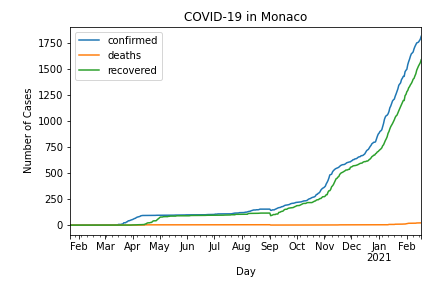 COVID-19 in Monaco
confirmed
deaths
recovered
Number of Cases
1750
1500
1250
1000
750
500
250
0
Feb Mar Apr May Jun Jul Aug Sep Oct Nov Dec Jan Feb
2021
Day